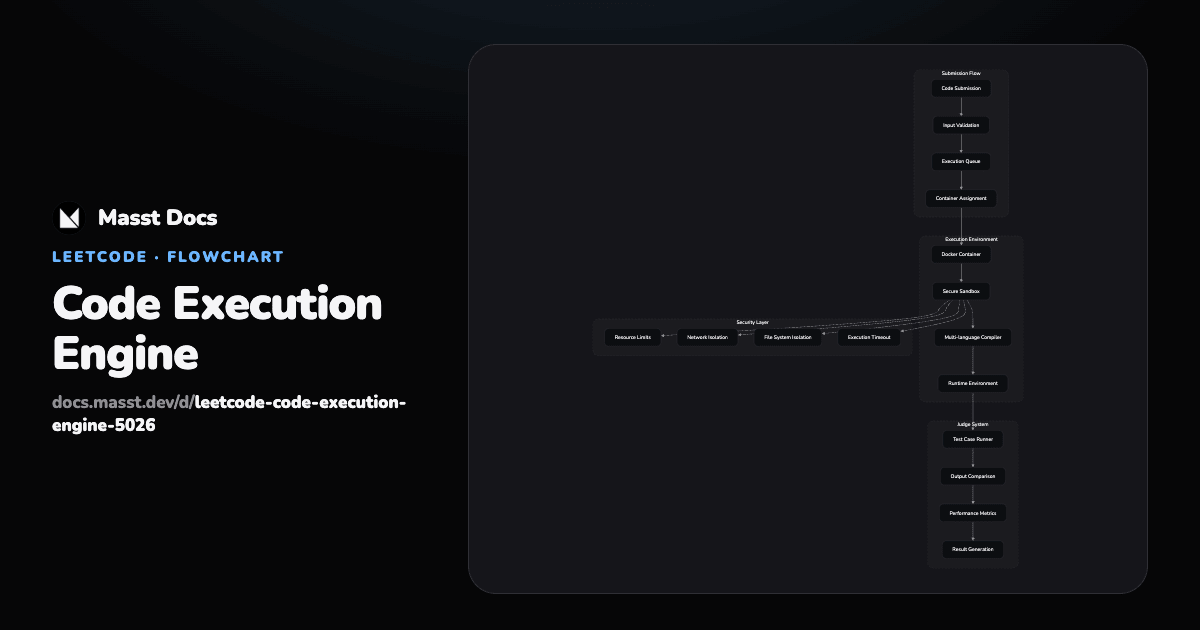 Masst Docs
LEETCODE · FLOWCHART
Code Execution
Engine
docs.masst.dev/d/leetcode-code-execution-
engine-5026
Submission Flow
Code Submission
Input Validation
Execution Queue
Container Assignment
Execution Environment
Docker Container
Secure Sandbox
Security Layer
Resource Limits
Network Isolation
File System Isolation
Execution Timeout
Multi-language Compiler
Runtime Environment
Judge System
Test Case Runner
Output Comparison
Performance Metrics
Result Generation